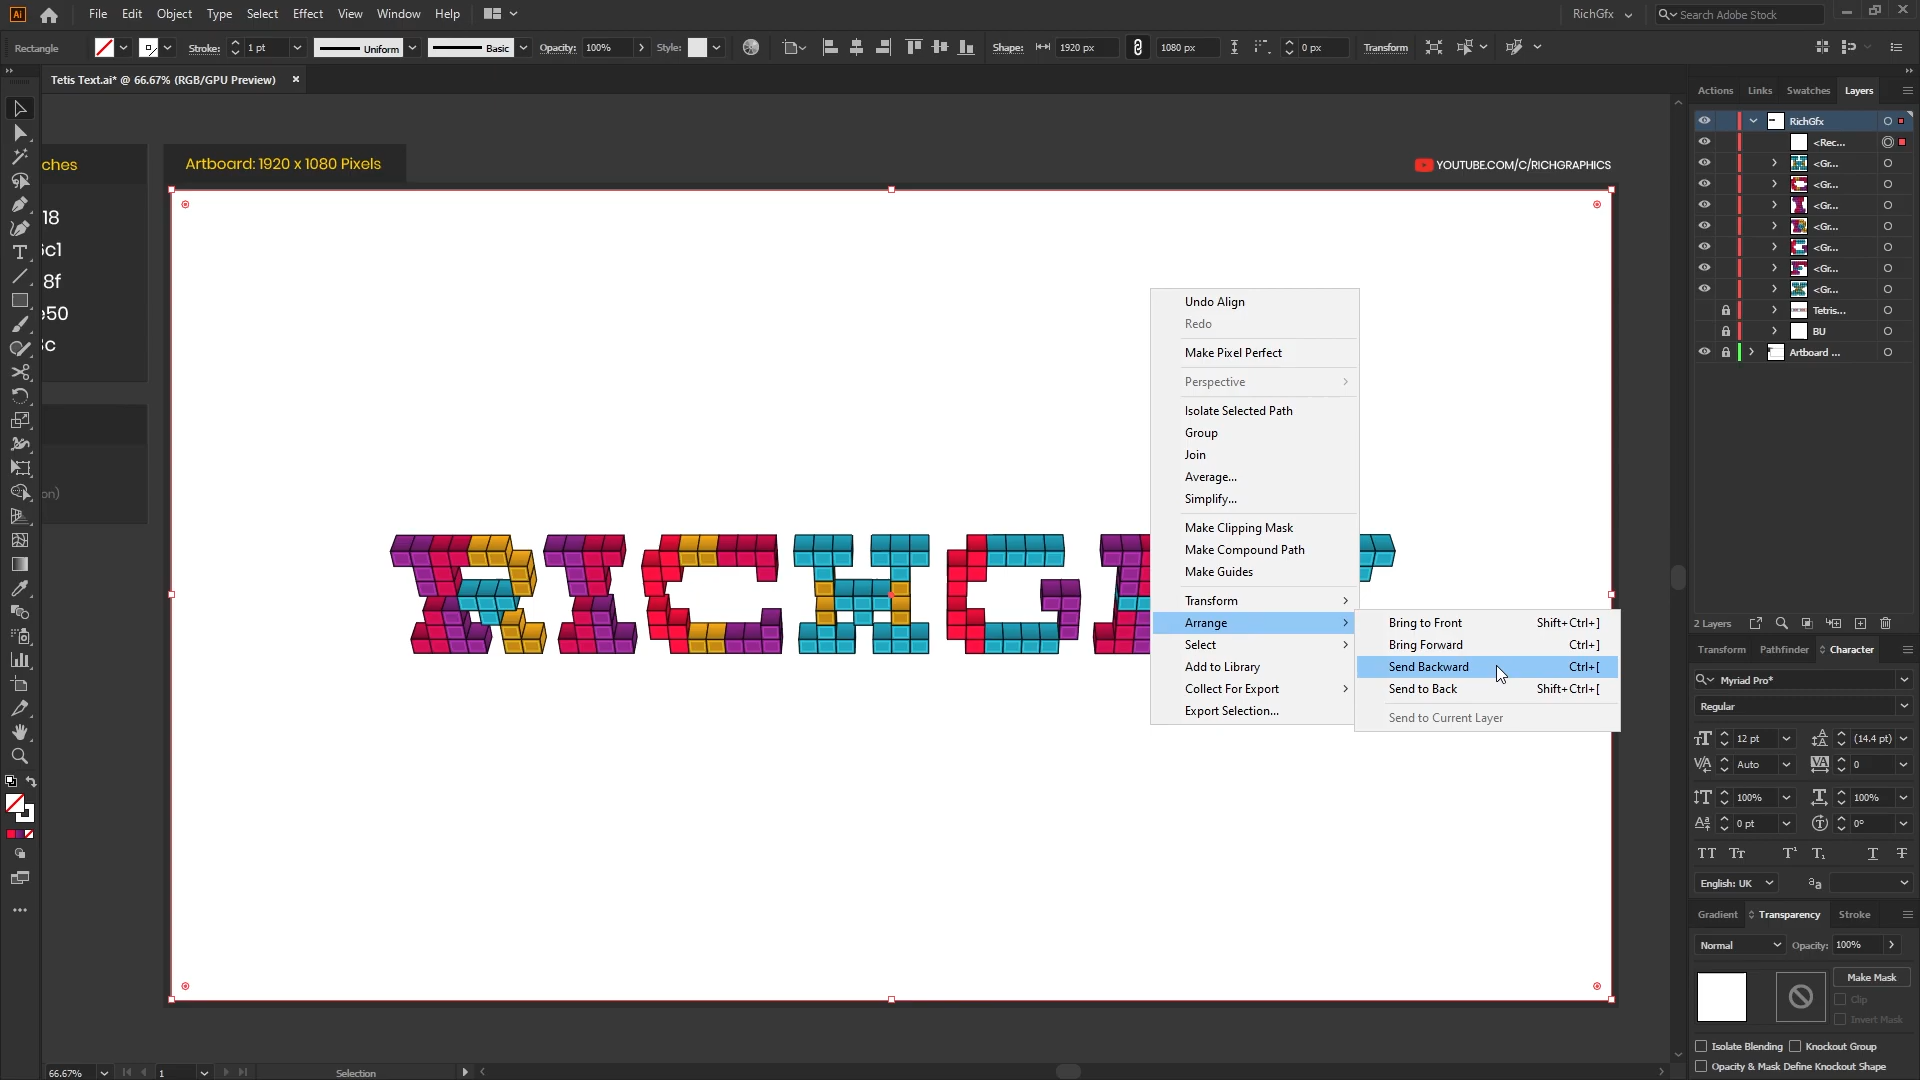 File Edit Object Type Select Effect View Window Help
RichGfx
Search Adobe Stock
Rectangle
Stroke: 1 pt
Uniform
Basic
Opacity: 100%
Style:
Shape: 1920 px 1080 px
0 px
Transform
Tetis Text.ai* @ 66.67% (RGB/GPU Preview)
ches
18
6c1
8f
e50
3c
on)
Artboard: 1920 x 1080 Pixels
YOUTUBE.COM/C/RICHGRAPHICS
RICHG
Undo Align
Redo
Make Pixel Perfect
Perspective
Isolate Selected Path
Group
Join
Average...
Simplify...
Make Clipping Mask
Make Compound Path
Make Guides
Transform
Arrange
Select
Add to Library
Collect For Export
Export Selection...
Bring to Front Shift+Ctrl+]
Bring Forward Ctrl+]
Send Backward Ctrl+[
Send to Back Shift+Ctrl+[
Send to Current Layer
Actions Links Swatches Layers
RichGfx
<Rec...
<Gr...
<Gr...
<Gr...
<Gr...
<Gr...
<Gr...
<Gr...
Tetris...
BU
Artboard ...
2 Layers
Transform Pathfinder Character
Myriad Pro*
Regular
12 pt (14.4 pt)
Auto 0
100% 100%
0 pt 0°
English: UK
Gradient Transparency Stroke
Normal Opacity: 100%
Make Mask
Clip
Invert Mask
Isolate Blending Knockout Group
Opacity & Mask Define Knockout Shape
66.67% 1 Selection